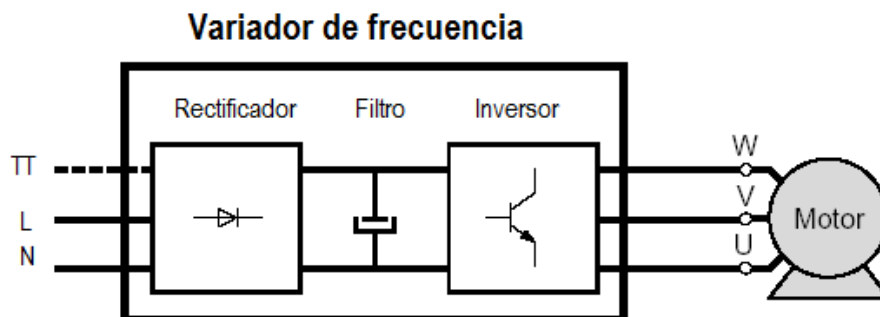 Variador de frecuencia
Rectificador Filtro Inversor
TT
L
N
W
V
U
Motor